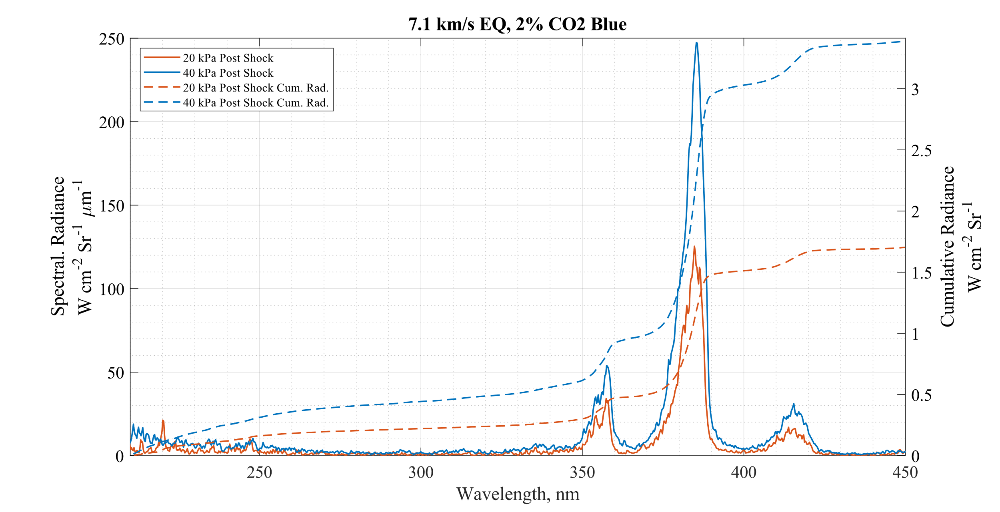 7.1 km/s EQ, 2% CO2 Blue
20 kPa Post Shock
40 kPa Post Shock
20 kPa Post Shock Cum. Rad.
40 kPa Post Shock Cum. Rad.
250
200
150
100
50
0
Spectral. Radiance
W cm-2 Sr-1 μm-1
3
2.5
2
1.5
1
0.5
0
Cumulative Radiance
W cm-2 Sr-1
250 300 350 400 450
Wavelength, nm